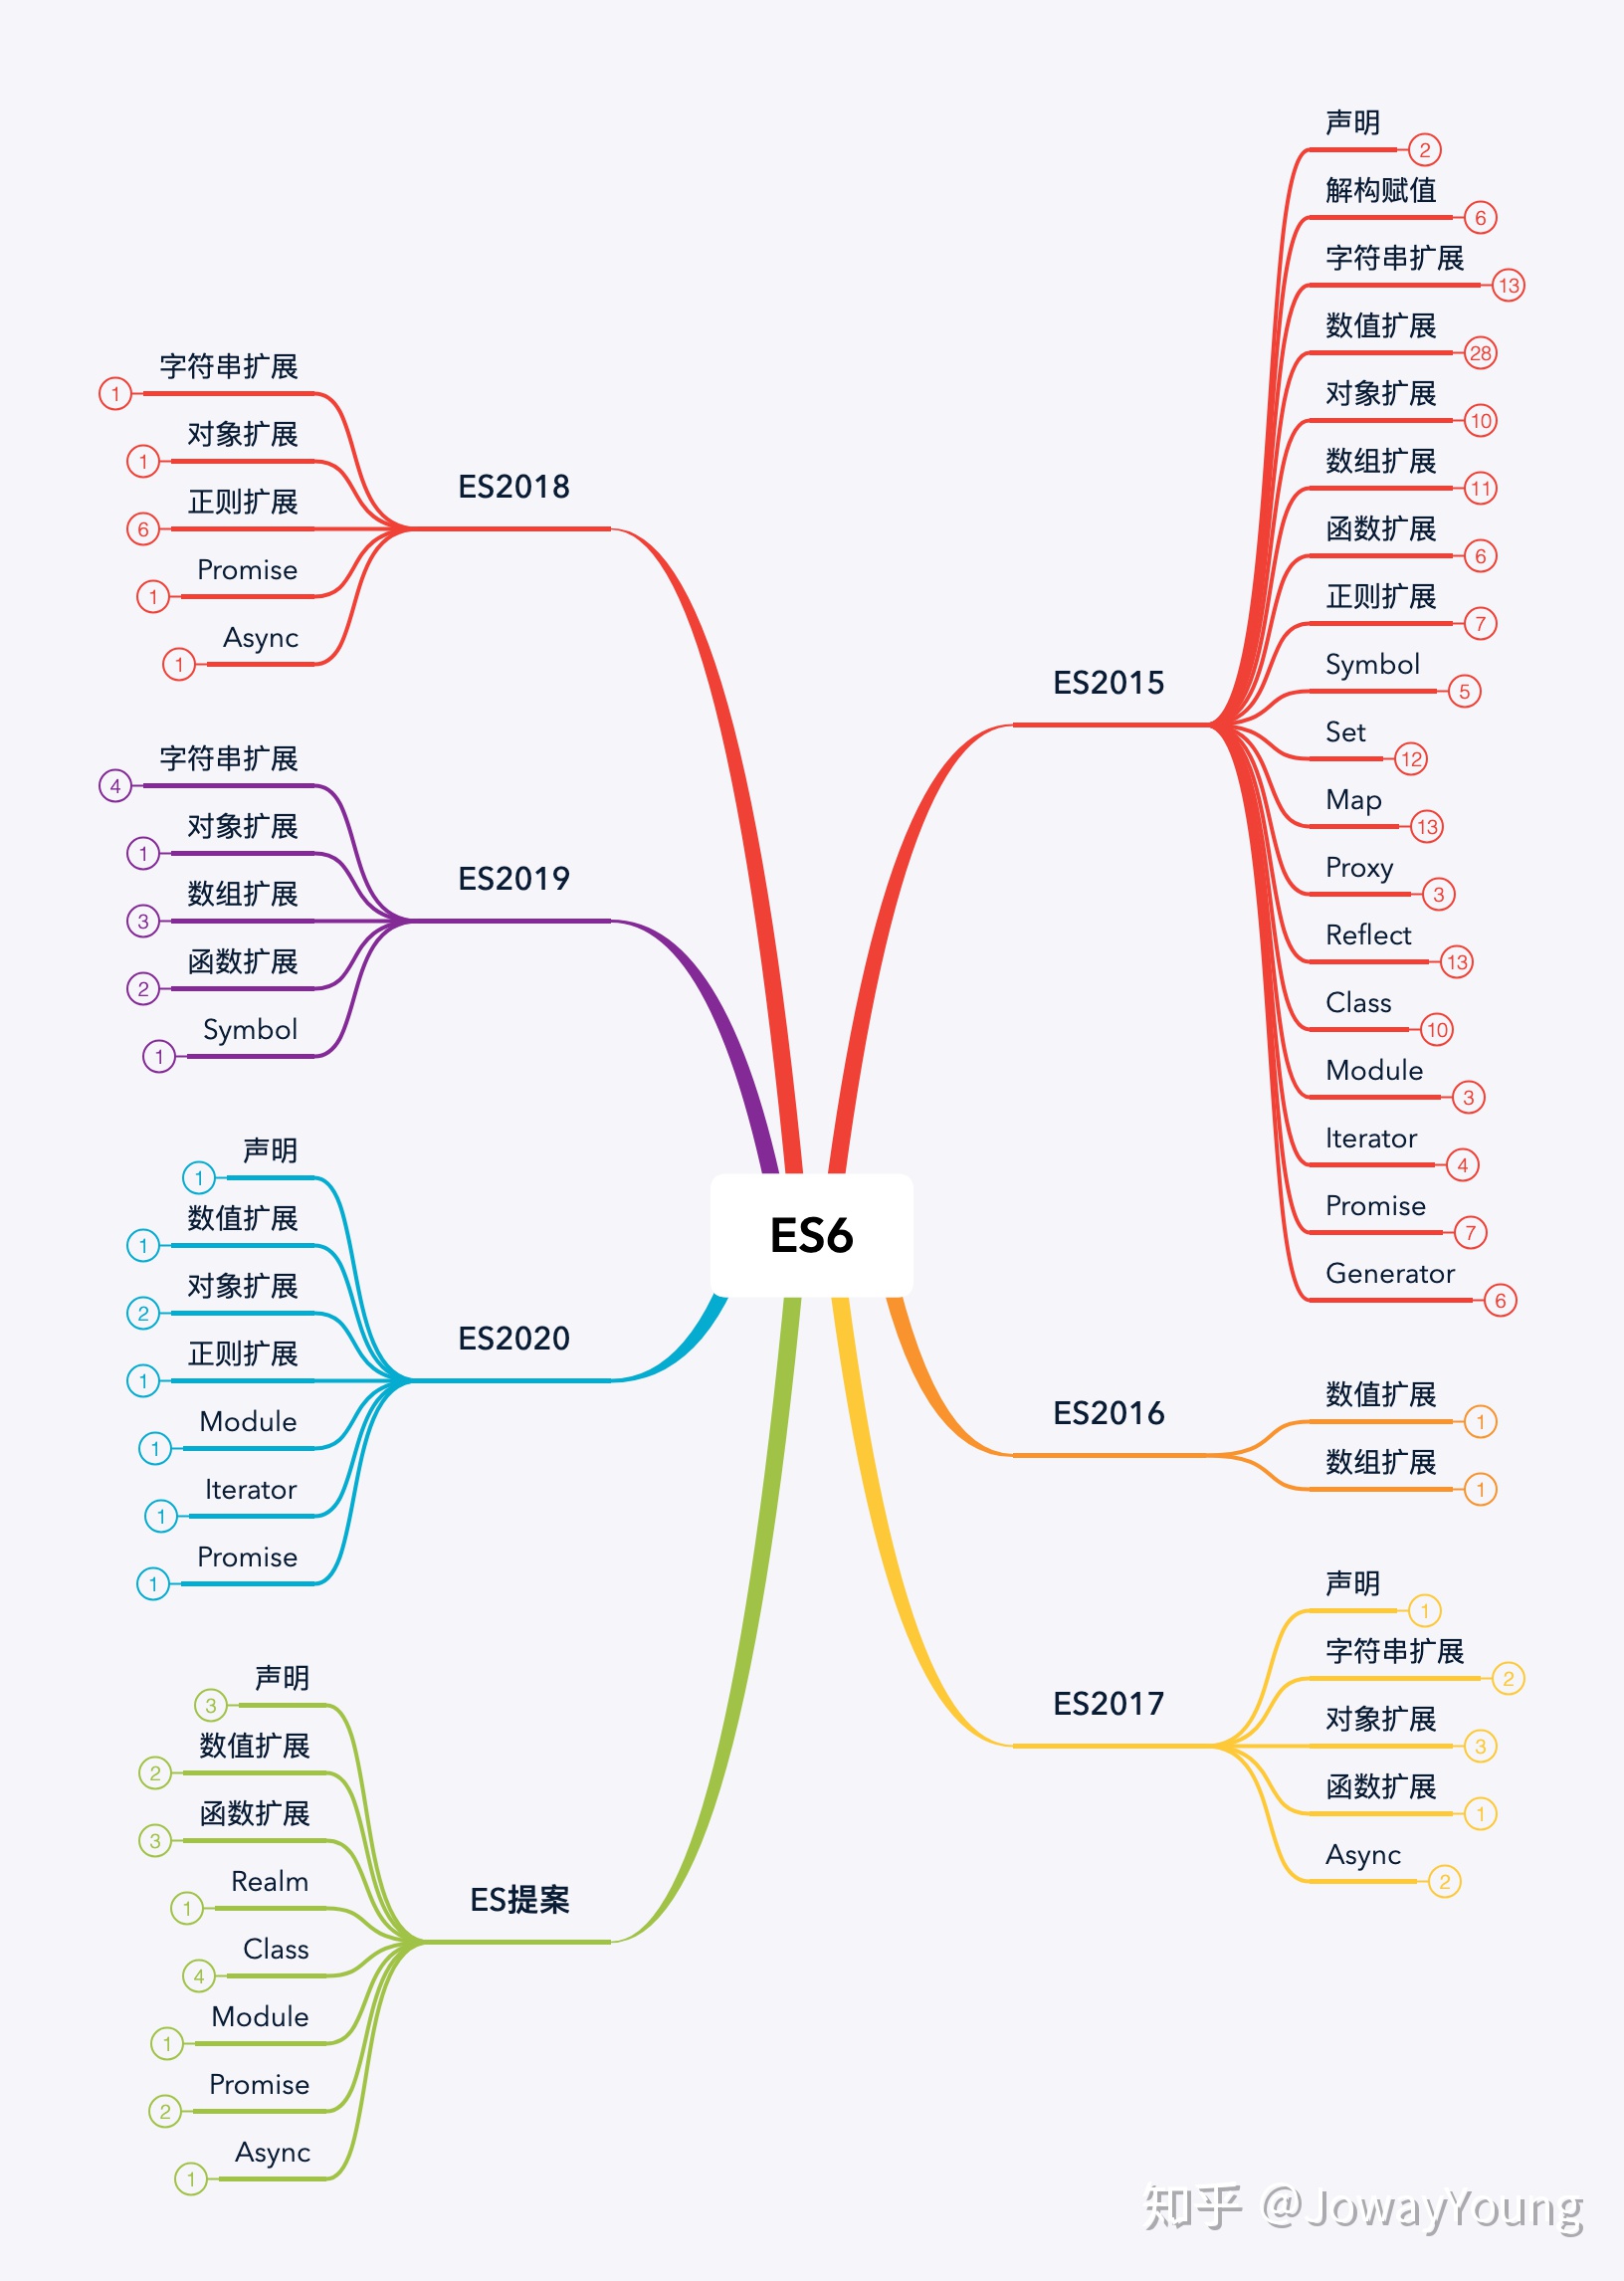 ES6
ES2015
声明
2
解构赋值
6
字符串扩展
13
数值扩展
28
对象扩展
10
数组扩展
11
函数扩展
6
正则扩展
7
Symbol
5
Set
12
Map
13
Proxy
3
Reflect
13
Class
10
Module
3
Iterator
4
Promise
7
Generator
6
ES2016
数值扩展
1
数组扩展
1
ES2017
声明
1
字符串扩展
2
对象扩展
3
函数扩展
1
Async
2
ES2018
字符串扩展
1
对象扩展
1
正则扩展
6
Promise
1
Async
1
ES2019
字符串扩展
4
对象扩展
1
数组扩展
3
函数扩展
2
Symbol
1
ES2020
声明
1
数值扩展
1
对象扩展
2
正则扩展
1
Module
1
Iterator
1
Promise
1
ES提案
声明
3
数值扩展
2
函数扩展
3
Realm
1
Class
4
Module
1
Promise
2
Async
1
知乎 @JowayYoung